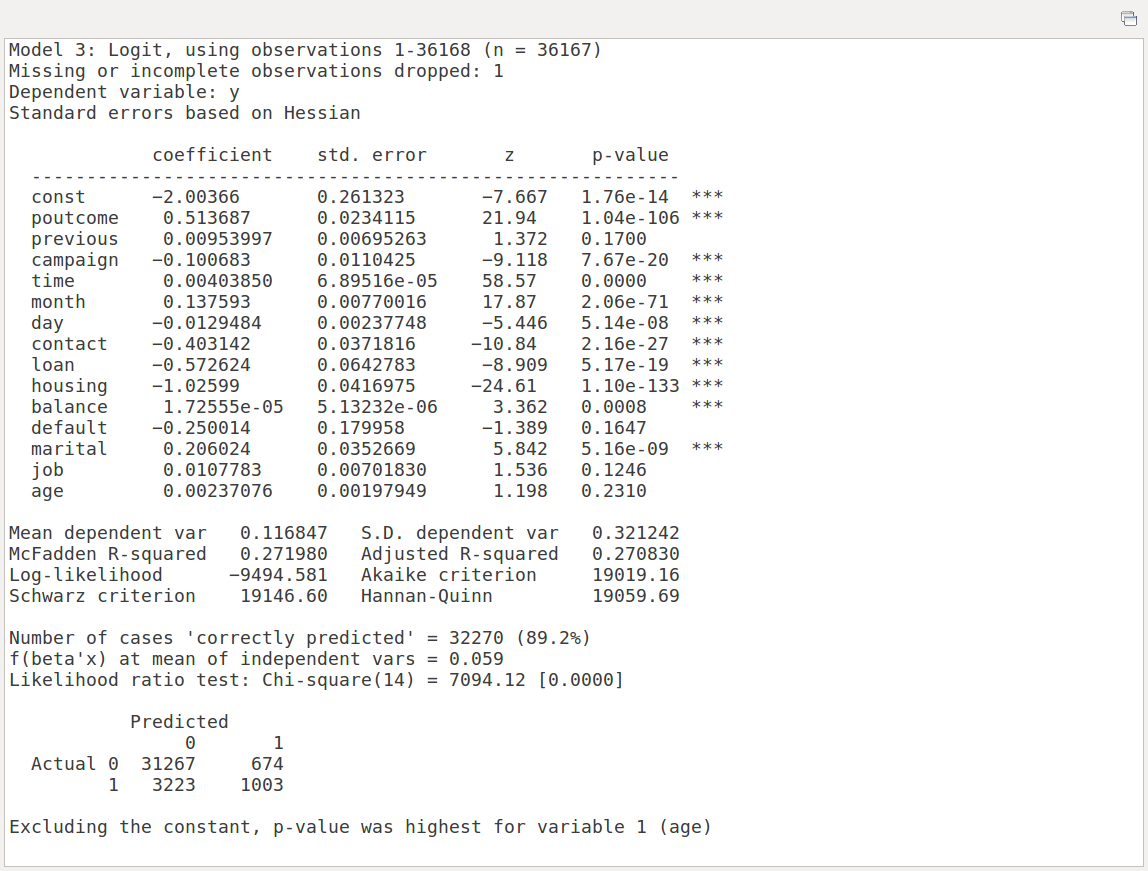 Model 3: Logit, using observations 1-36168 (n = 36167)
Missing or incomplete observations dropped: 1
Dependent variable: y
Standard errors based on Hessian
coefficient std. error z p-value
-----------------------------------------------------------
const −2.00366 0.261323 −7.667 1.76e-14 ***
poutcome 0.513687 0.0234115 21.94 1.04e-106 ***
previous 0.00953997 0.00695263 1.372 0.1700
campaign −0.100683 0.0110425 −9.118 7.67e-20 ***
time 0.00403850 6.89516e-05 58.57 0.0000 ***
month 0.137593 0.00770016 17.87 2.06e-71 ***
day −0.0129484 0.00237748 −5.446 5.14e-08 ***
contact −0.403142 0.0371816 −10.84 2.16e-27 ***
loan −0.572624 0.0642783 −8.909 5.17e-19 ***
housing −1.02599 0.0416975 −24.61 1.10e-133 ***
balance 1.72555e-05 5.13232e-06 3.362 0.0008 ***
default −0.250014 0.179958 −1.389 0.1647
marital 0.206024 0.0352669 5.842 5.16e-09 ***
job 0.0107783 0.00701830 1.536 0.1246
age 0.00237076 0.00197949 1.198 0.2310
Mean dependent var 0.116847 S.D. dependent var 0.321242
McFadden R-squared 0.271980 Adjusted R-squared 0.270830
Log-likelihood −9494.581 Akaike criterion 19019.16
Schwarz criterion 19146.60 Hannan-Quinn 19059.69
Number of cases 'correctly predicted' = 32270 (89.2%)
f(beta'x) at mean of independent vars = 0.059
Likelihood ratio test: Chi-square(14) = 7094.12 [0.0000]
Predicted
0 1
Actual 0 31267 674
1 3223 1003
Excluding the constant, p-value was highest for variable 1 (age)